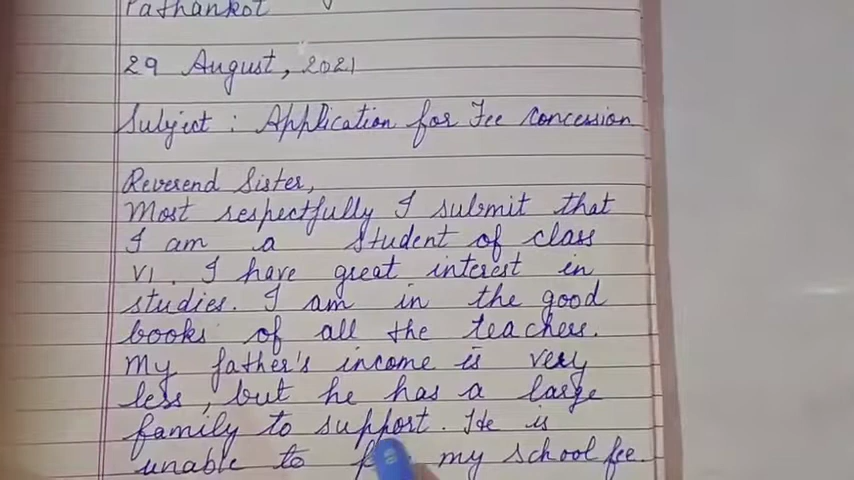 Pathankot
29 August, 2021
Subject : Application for Fee concession
Reverend Sister,
Most respectfully I submit that
I am a student of class
VI. I have great interest in
studies. I am in the good
books of all the teachers.
My father's income is very
less, but he has a large
family to support. He is
unable to my school fee.